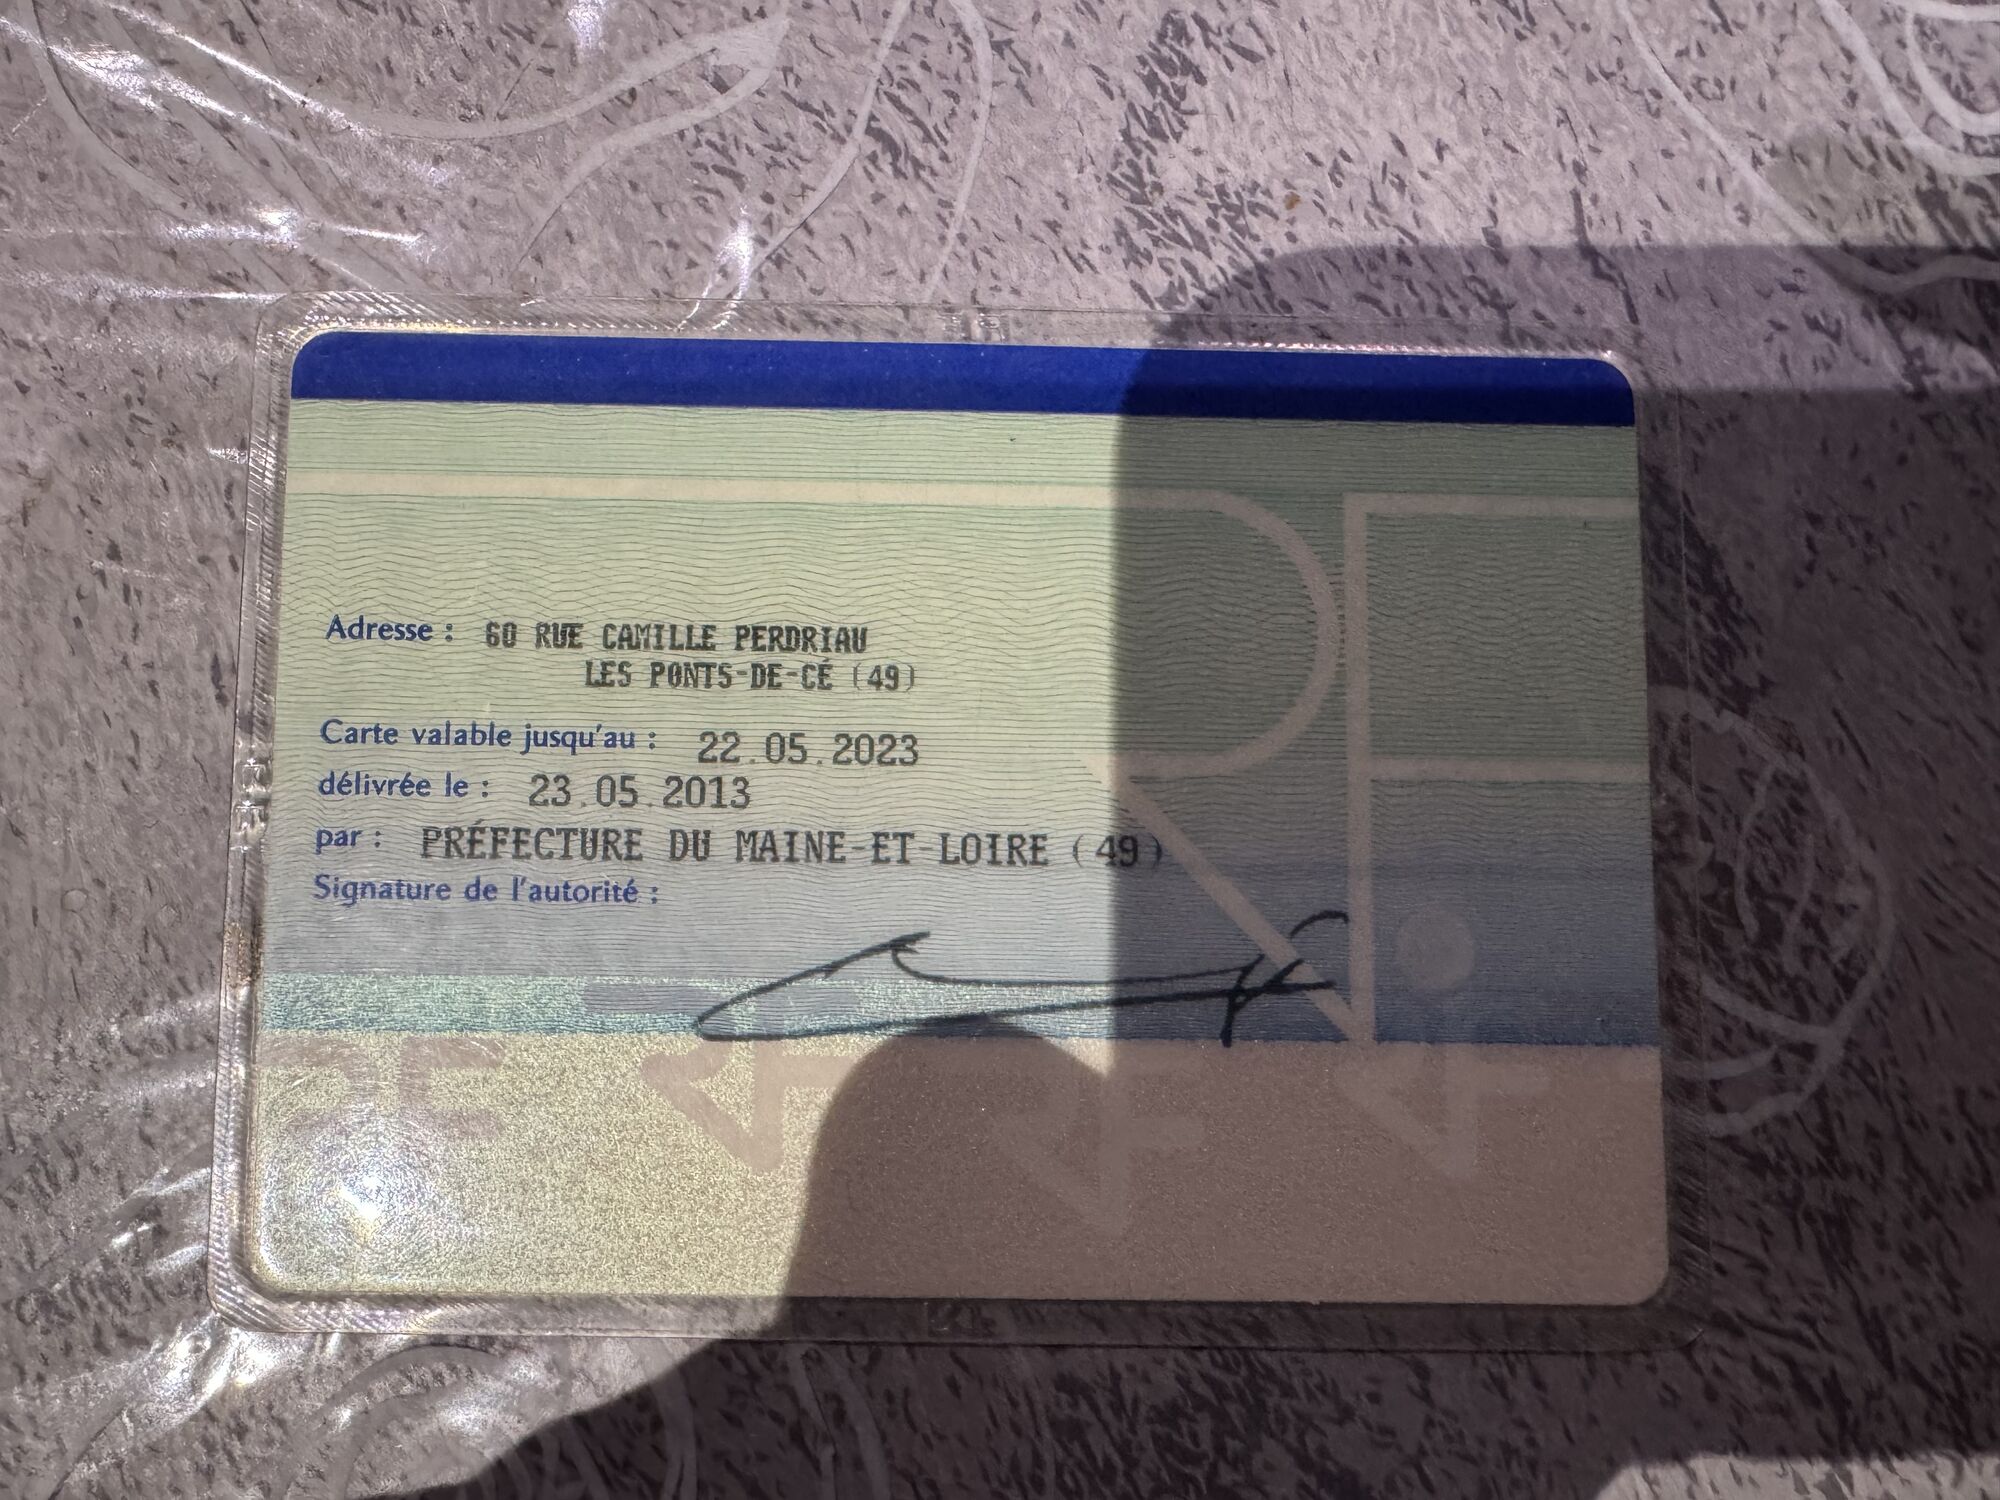 Adresse : 60 RUE CAMILLE PERDRIAU
LES PONTS-DE-CÉ (49)
Carte valable jusqu'au : 22.05.2023
délivrée le : 23.05.2013
par : PRÉFECTURE DU MAINE-ET-LOIRE (49)
Signature de l'autorité :
RF